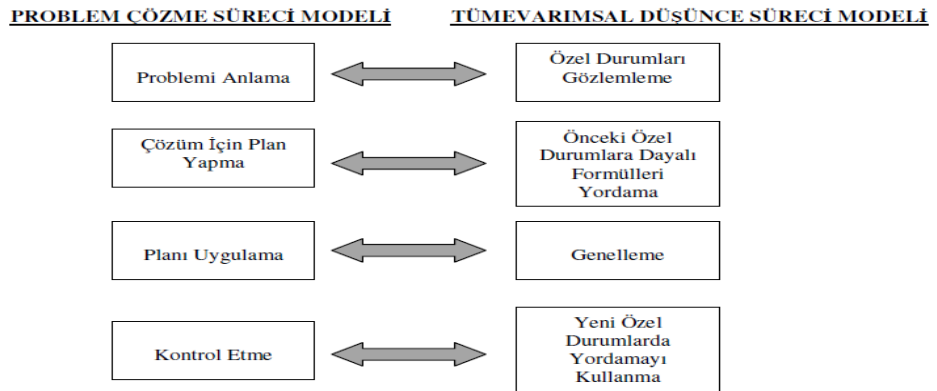 PROBLEM ÇÖZME SÜRECİ MODELİ
TÜMEVARIMSAL DÜŞÜNCE SÜRECİ MODELİ
Problemi Anlama
Özel Durumları
Gözlemleme
Çözüm İçin Plan
Yapma
Önceki Özel
Durumlara Dayalı
Formülleri
Yordama
Planı Uygulama
Genelleme
Kontrol Etme
Yeni Özel
Durumlarda
Yordamayı
Kullanma